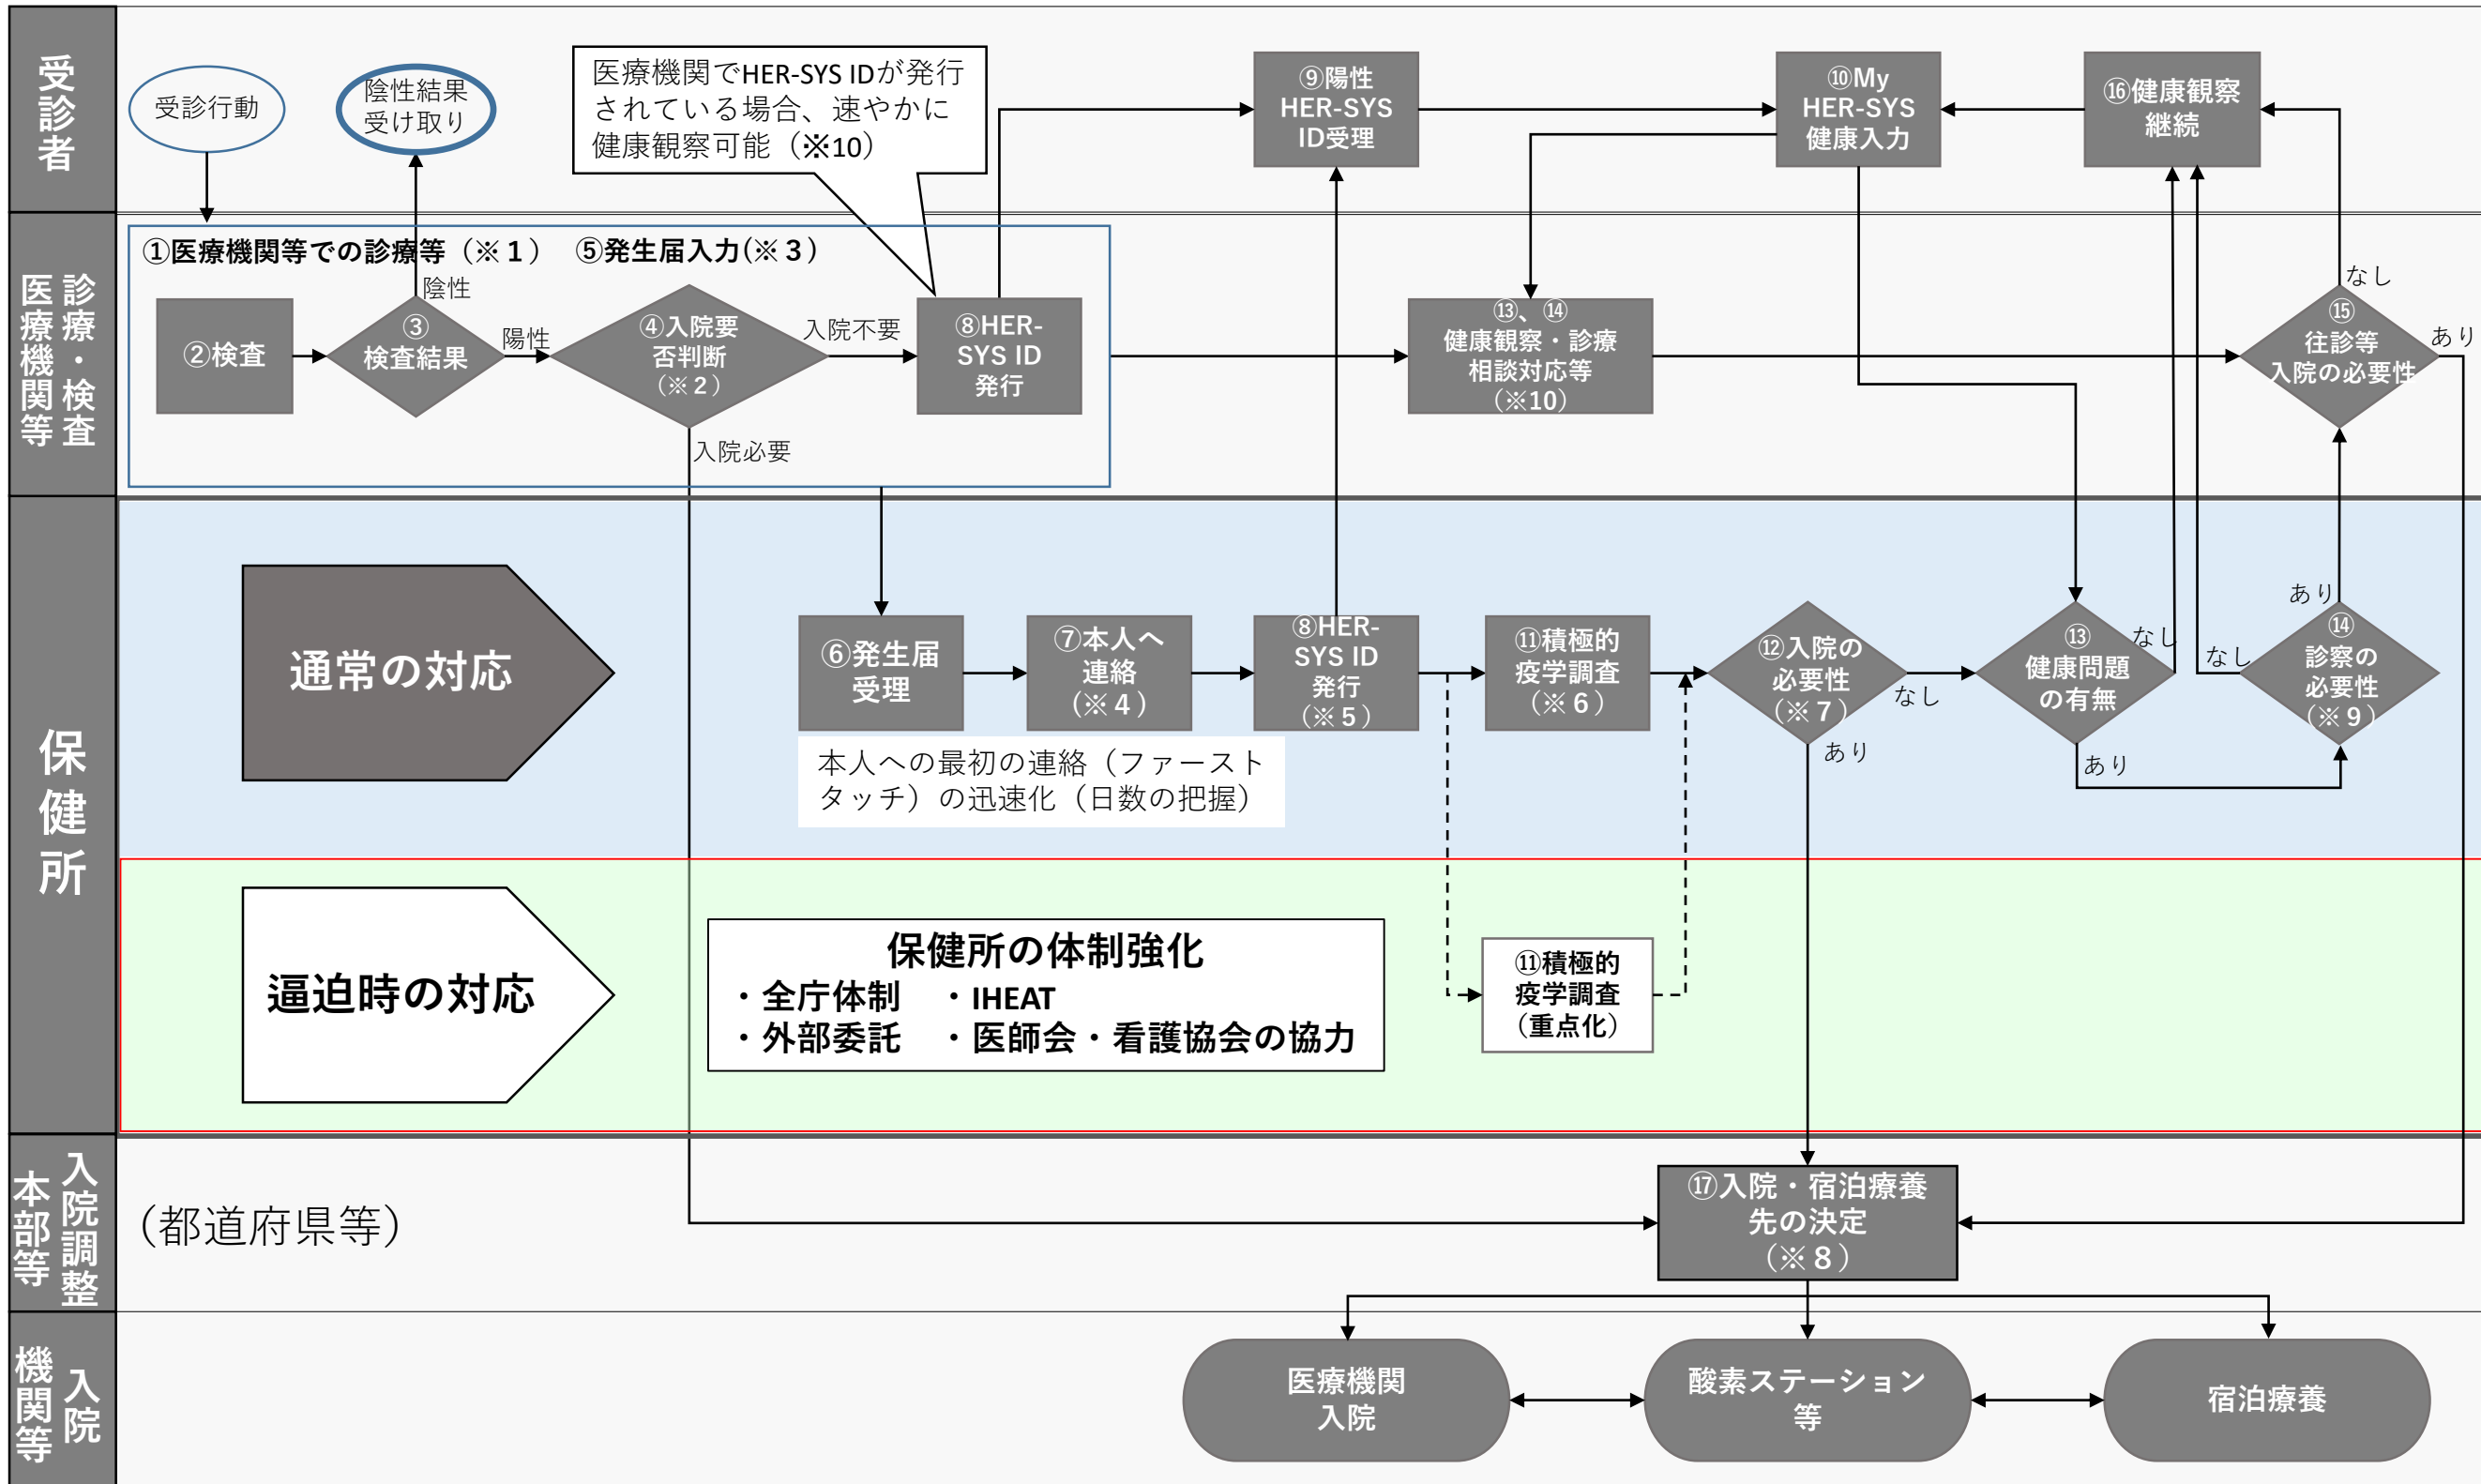 受診者
受診行動
陰性結果
受け取り
医療機関でHER-SYS IDが発行
されている場合、速やかに
健康観察可能（※10）
⑨陽性
HER-SYS
ID受理
⑩My
HER-SYS
健康入力
⑯健康観察
継続
診療・検査
医療機関等
①医療機関等での診療等（※１）
⑤発生届入力(※３)
②検査
③
検査結果
陰性
陽性
④入院要
否判断
（※２）
入院不要
入院必要
⑧HER-
SYS ID
発行
⑬、⑭
健康観察・診療
相談対応等
（※10）
⑮
往診等
入院の必要性
なし
あり
保健所
通常の対応
⑥発生届
受理
⑦本人へ
連絡
（※４）
⑧HER-
SYS ID
発行
（※５）
⑪積極的
疫学調査
（※６）
⑫入院の
必要性
（※７）
なし
あり
⑬
健康問題
の有無
なし
あり
⑭
診察の
必要性
（※９）
なし
あり
本人への最初の連絡（ファースト
タッチ）の迅速化（日数の把握）
逼迫時の対応
保健所の体制強化
・全庁体制　・IHEAT
・外部委託　・医師会・看護協会の協力
⑪積極的
疫学調査
（重点化）
入院調整
本部等
（都道府県等）
⑰入院・宿泊療養
先の決定
（※８）
入院
機関等
医療機関
入院
酸素ステーション
等
宿泊療養